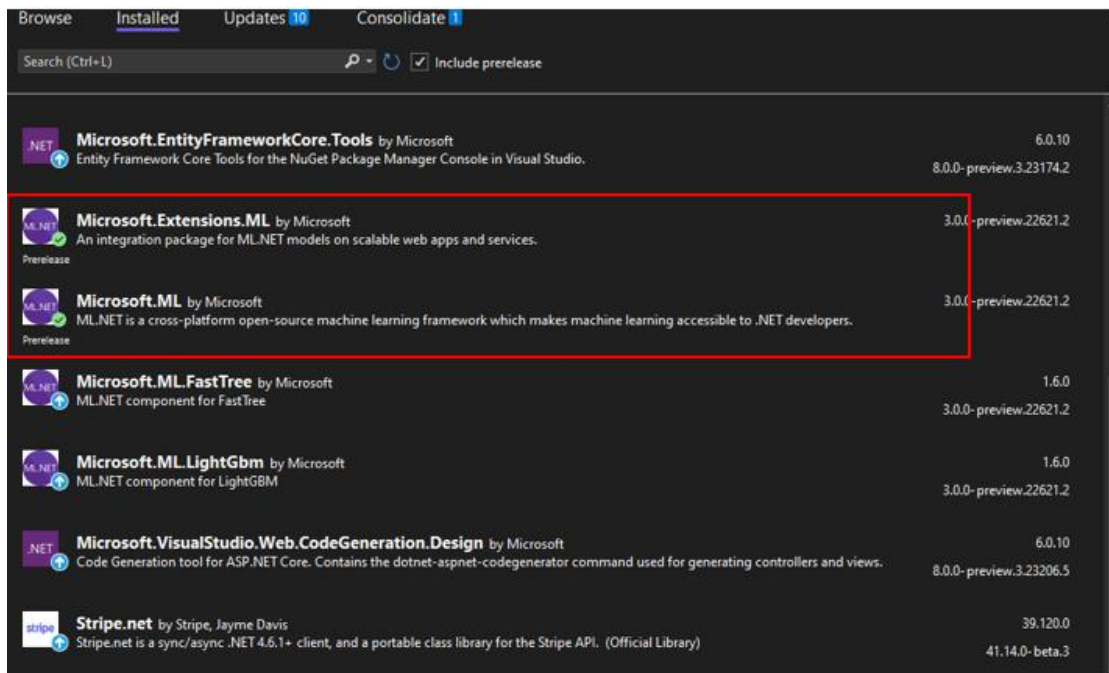 Browse Installed Updates 10 Consolidate 1
Search (Ctrl+L) Include prerelease
.NET Microsoft.EntityFrameworkCore.Tools by Microsoft 6.0.10
Entity Framework Core Tools for the NuGet Package Manager Console in Visual Studio. 8.0.0-preview.3.23174.2
ML.NET Microsoft.Extensions.ML by Microsoft 3.0.0-preview.22621.2
An integration package for ML.NET models on scalable web apps and services.
Prerelease
ML.NET Microsoft.ML by Microsoft 3.0.0-preview.22621.2
ML.NET is a cross-platform open-source machine learning framework which makes machine learning accessible to .NET developers.
Prerelease
ML.NET Microsoft.ML.FastTree by Microsoft 1.6.0
ML.NET component for FastTree 3.0.0-preview.22621.2
ML.NET Microsoft.ML.LightGbm by Microsoft 1.6.0
ML.NET component for LightGBM 3.0.0-preview.22621.2
.NET Microsoft.VisualStudio.Web.CodeGeneration.Design by Microsoft 6.0.10
Code Generation tool for ASP.NET Core. Contains the dotnet-aspnet-codegenerator command used for generating controllers and views. 8.0.0-preview.3.23206.5
stripe Stripe.net by Stripe, Jayme Davis 39.120.0
Stripe.net is a sync/async .NET 4.6.1+ client, and a portable class library for the Stripe API. (Official Library) 41.14.0-beta.3